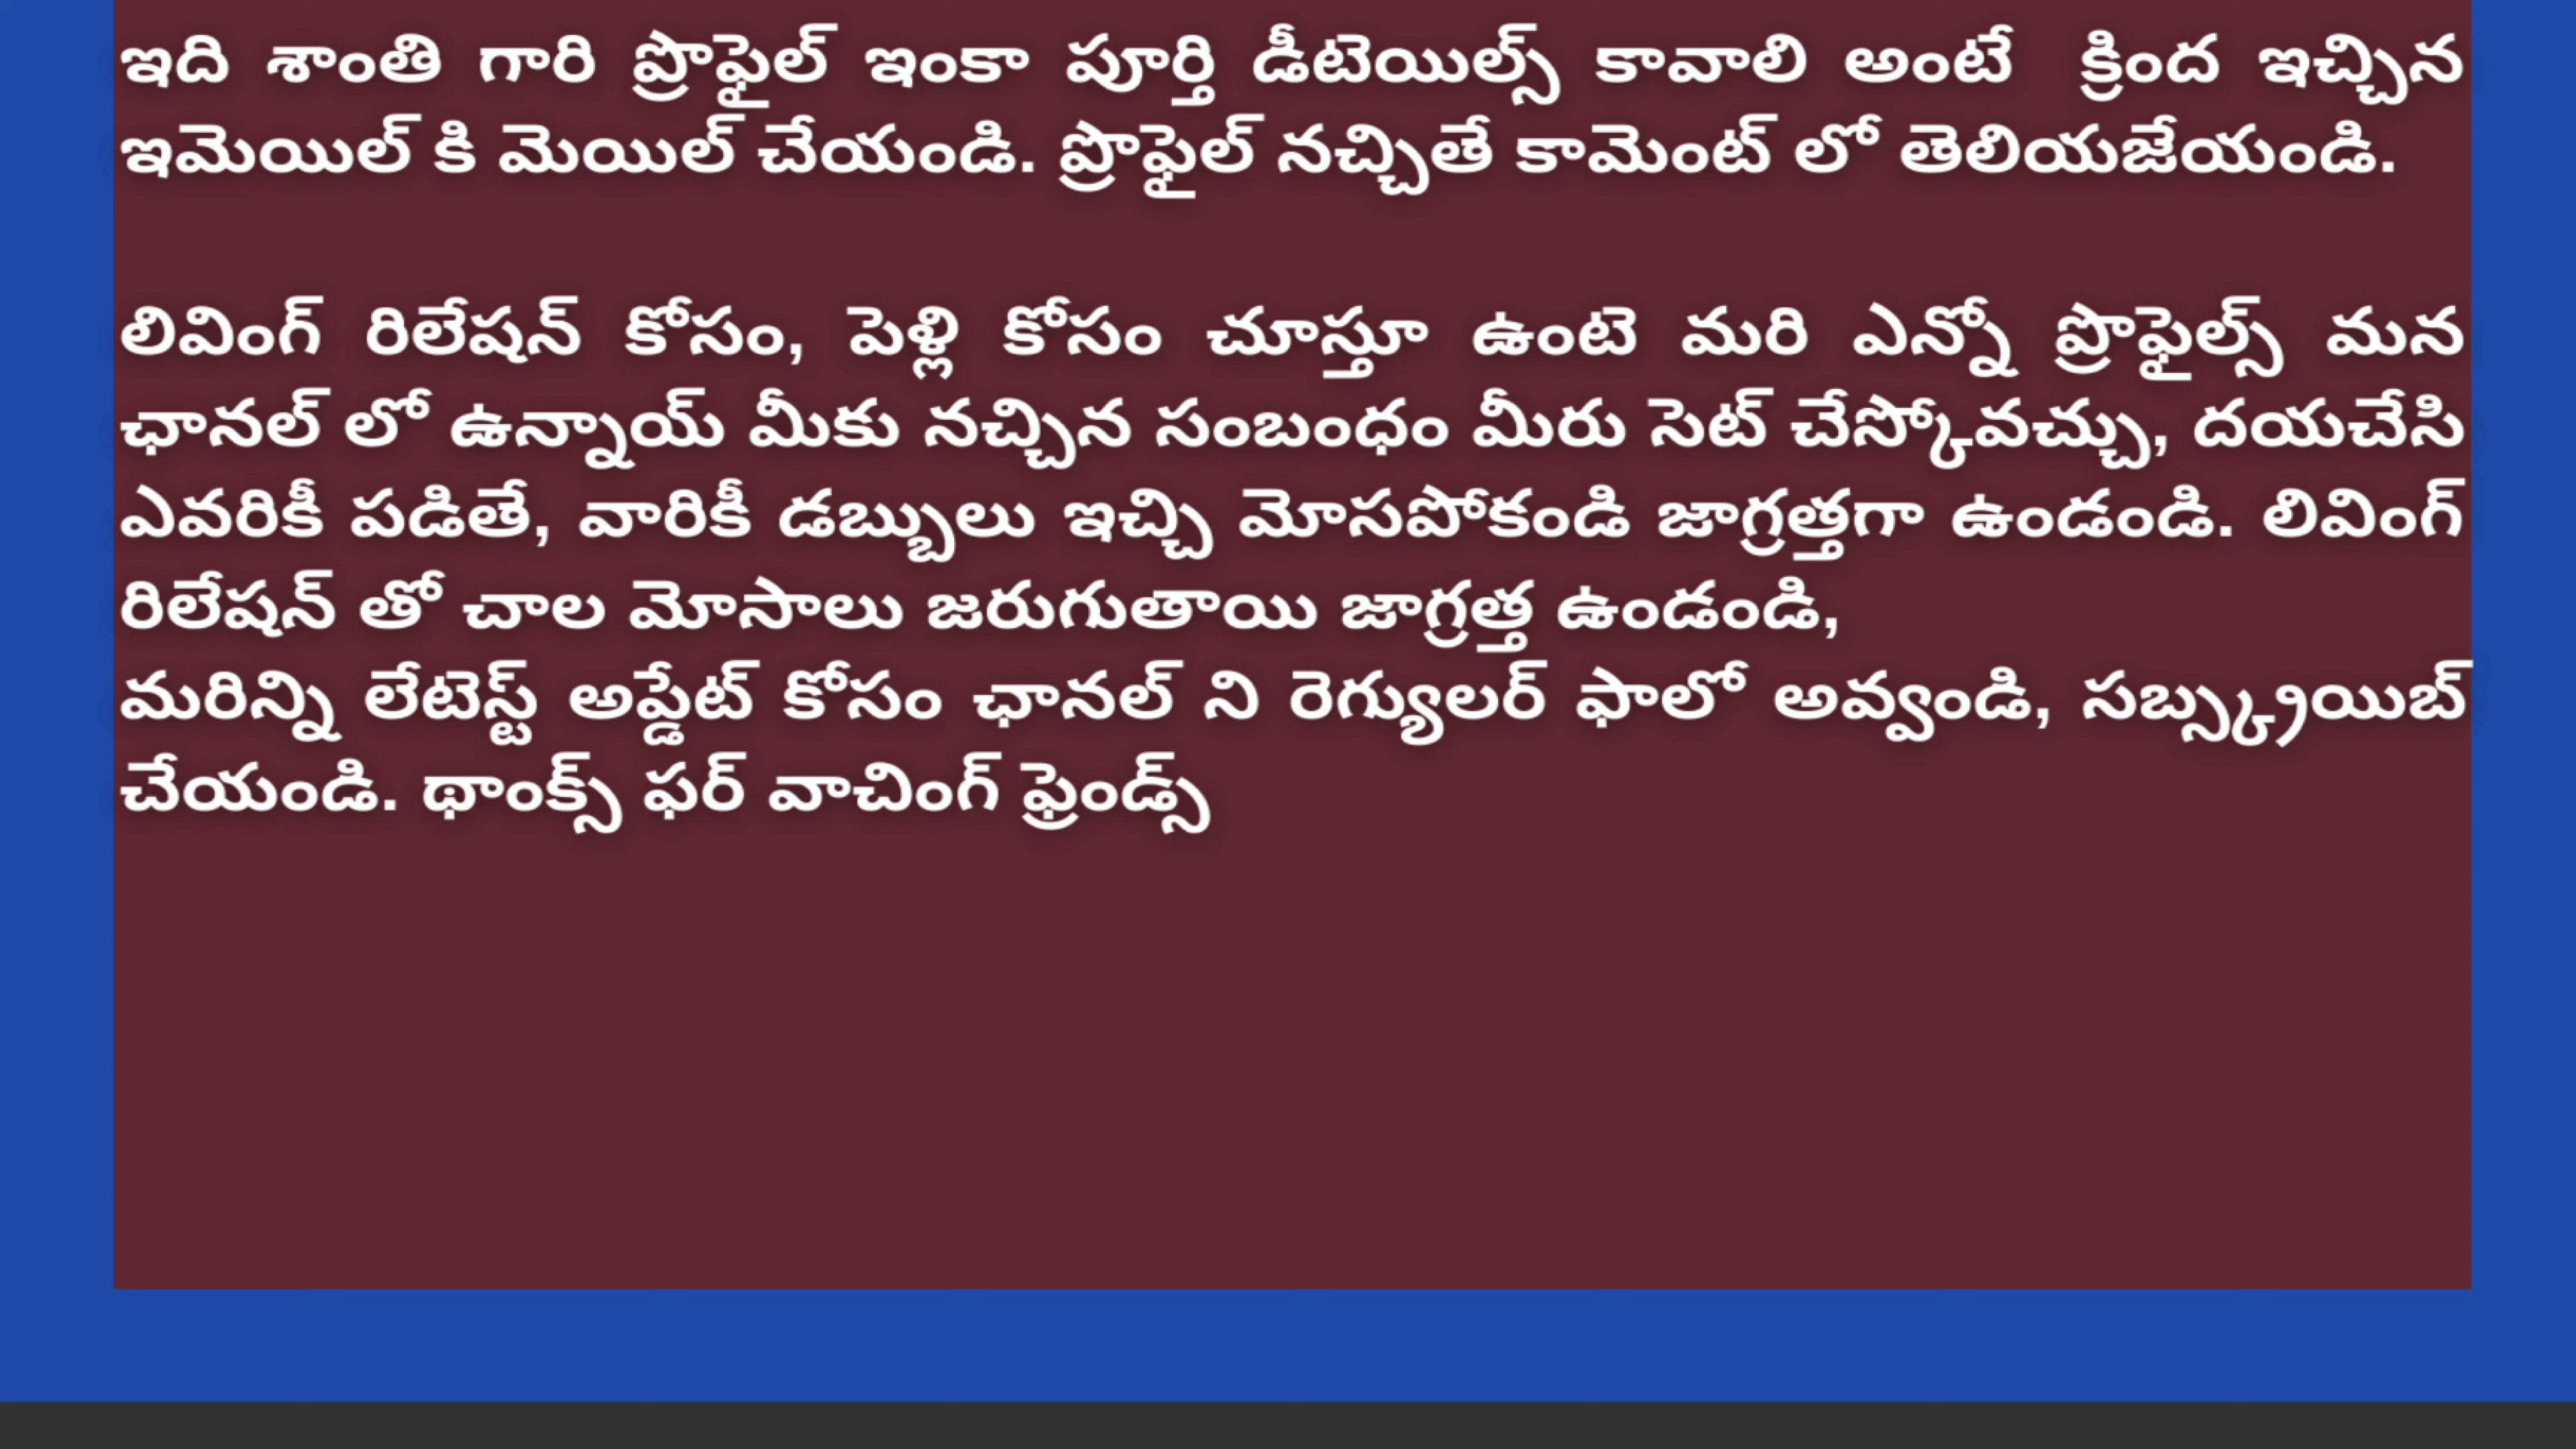 ఇది శాంతి గారి ప్రొఫైల్ ఇంకా పూర్తి డీటెయిల్స్ కావాలి అంటే క్రింద ఇచ్చిన
ఇమెయిల్ కి మెయిల్ చేయండి. ప్రొఫైల్ నచ్చితే కామెంట్ లో తెలియజేయండి.
లివింగ్ రిలేషన్ కోసం, పెళ్లి కోసం చూస్తూ ఉంటె మరి ఎన్నో ప్రొఫైల్స్ మన
ఛానల్ లో ఉన్నాయ్ మీకు నచ్చిన సంబంధం మీరు సెట్ చేస్కోవచ్చు, దయచేసి
ఎవరికీ పడితే, వారికీ డబ్బులు ఇచ్చి మోసపోకండి జాగ్రత్తగా ఉండండి. లివింగ్
రిలేషన్ తో చాల మోసాలు జరుగుతాయి జాగ్రత్త ఉండండి,
మరిన్ని లేటెస్ట్ అప్డేట్ కోసం ఛానల్ ని రెగ్యులర్ ఫాలో అవ్వండి, సబ్స్క్రయిబ్
చేయండి. థాంక్స్ ఫర్ వాచింగ్ ఫ్రెండ్స్